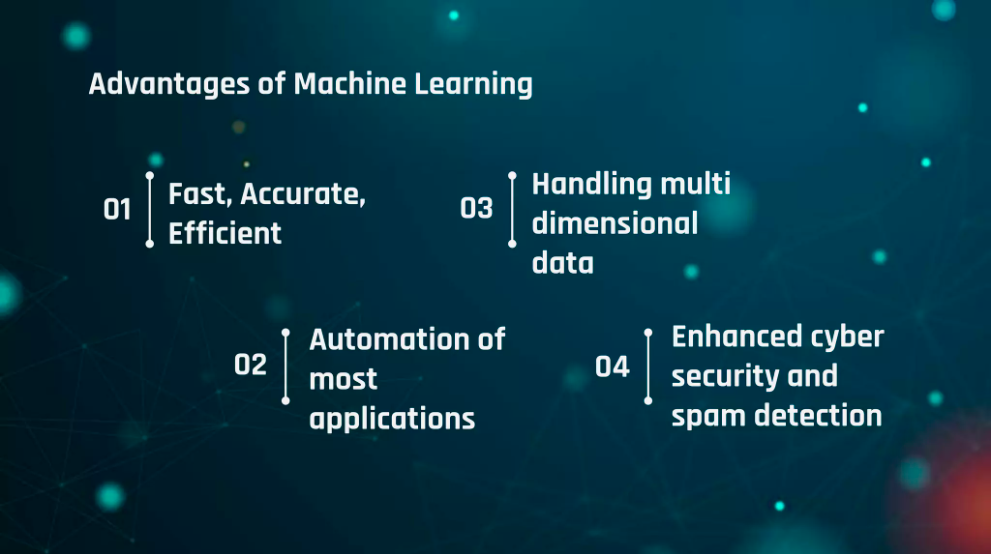 Advantages of Machine Learning
01
Fast, Accurate,
Efficient
02
Automation of
most
applications
03
Handling multi
dimensional
data
04
Enhanced cyber
security and
spam detection